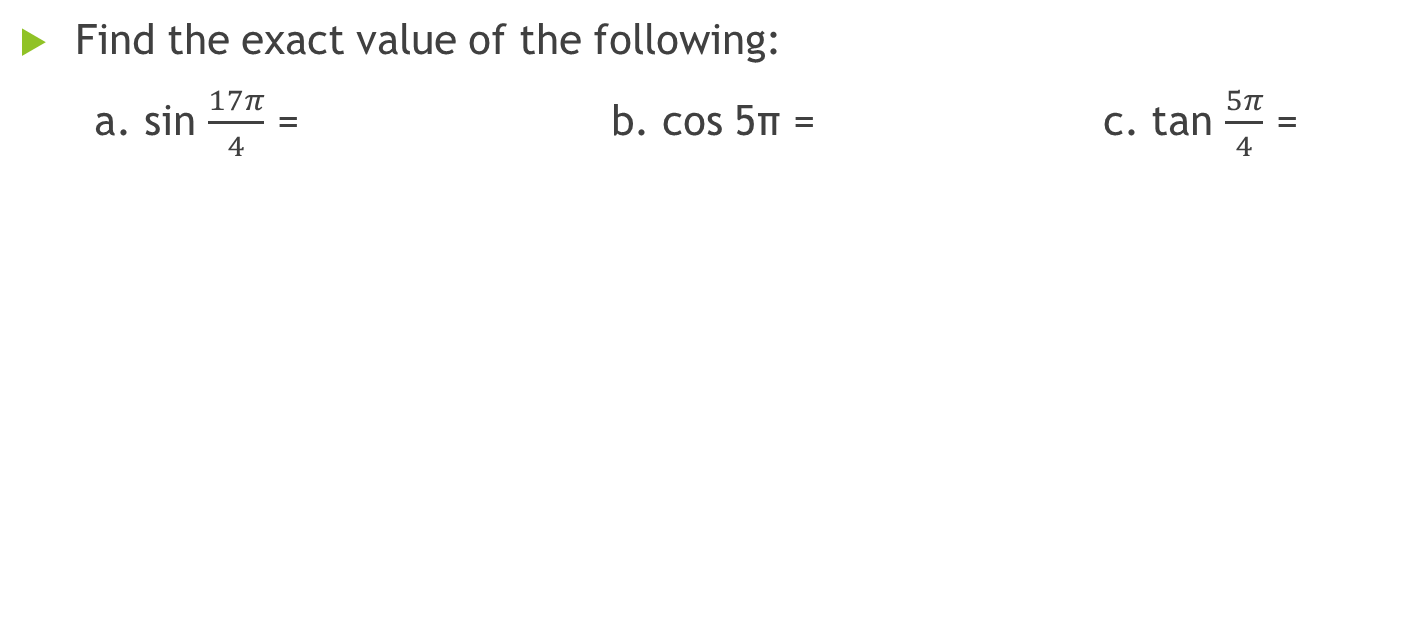 Find the exact value of the following:
a. sin 17π/4 = b. cos 5π = c. tan 5π/4 =